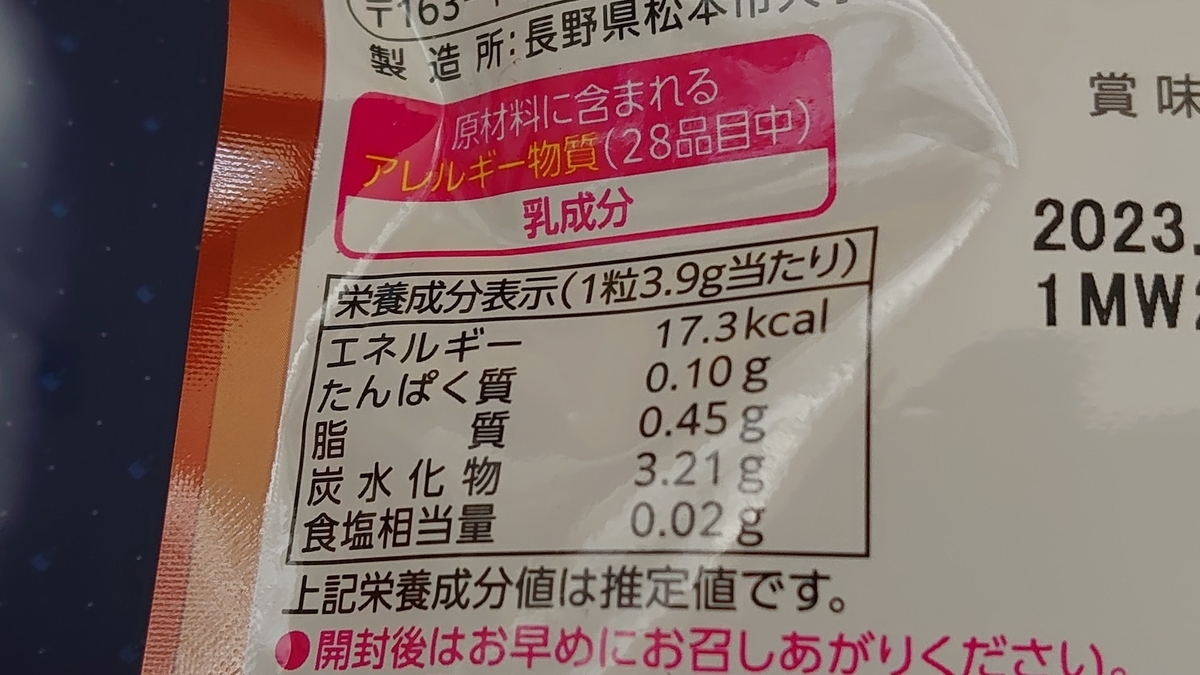 〒163-
製造所:長野県松本市大
原材料に含まれる
アレルギー物質(28品目中)
乳成分
賞味
2023
1MW
栄養成分表示(1粒3.9g当たり)
エネルギー 17.3kcal
たんぱく質 0.10g
脂質 0.45g
炭水化物 3.21g
食塩相当量 0.02g
上記栄養成分値は推定値です。
●開封後はお早めにお召しあがりください。